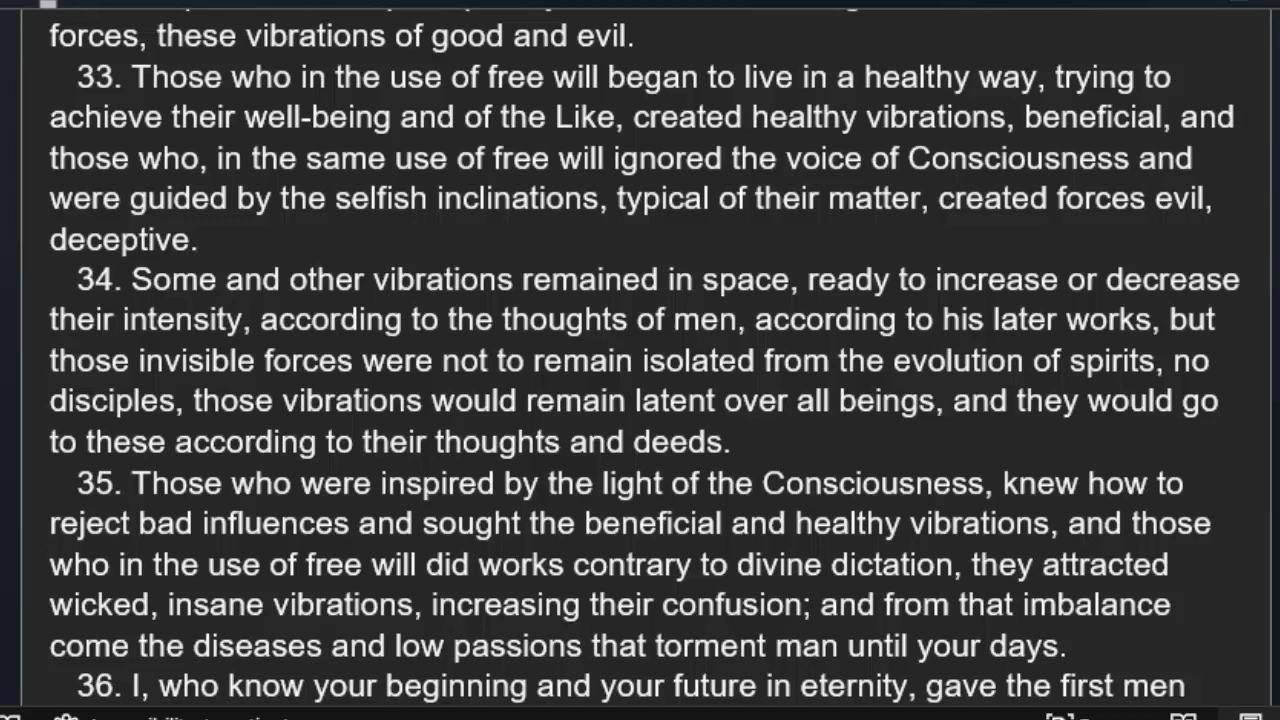 forces, these vibrations of good and evil.
33. Those who in the use of free will began to live in a healthy way, trying to
achieve their well-being and of the Like, created healthy vibrations, beneficial, and
those who, in the same use of free will ignored the voice of Consciousness and
were guided by the selfish inclinations, typical of their matter, created forces evil,
deceptive.
34. Some and other vibrations remained in space, ready to increase or decrease
their intensity, according to the thoughts of men, according to his later works, but
those invisible forces were not to remain isolated from the evolution of spirits, no
disciples, those vibrations would remain latent over all beings, and they would go
to these according to their thoughts and deeds.
35. Those who were inspired by the light of the Consciousness, knew how to
reject bad influences and sought the beneficial and healthy vibrations, and those
who in the use of free will did works contrary to divine dictation, they attracted
wicked, insane vibrations, increasing their confusion; and from that imbalance
come the diseases and low passions that torment man until your days.
36. I, who know your beginning and your future in eternity, gave the first men